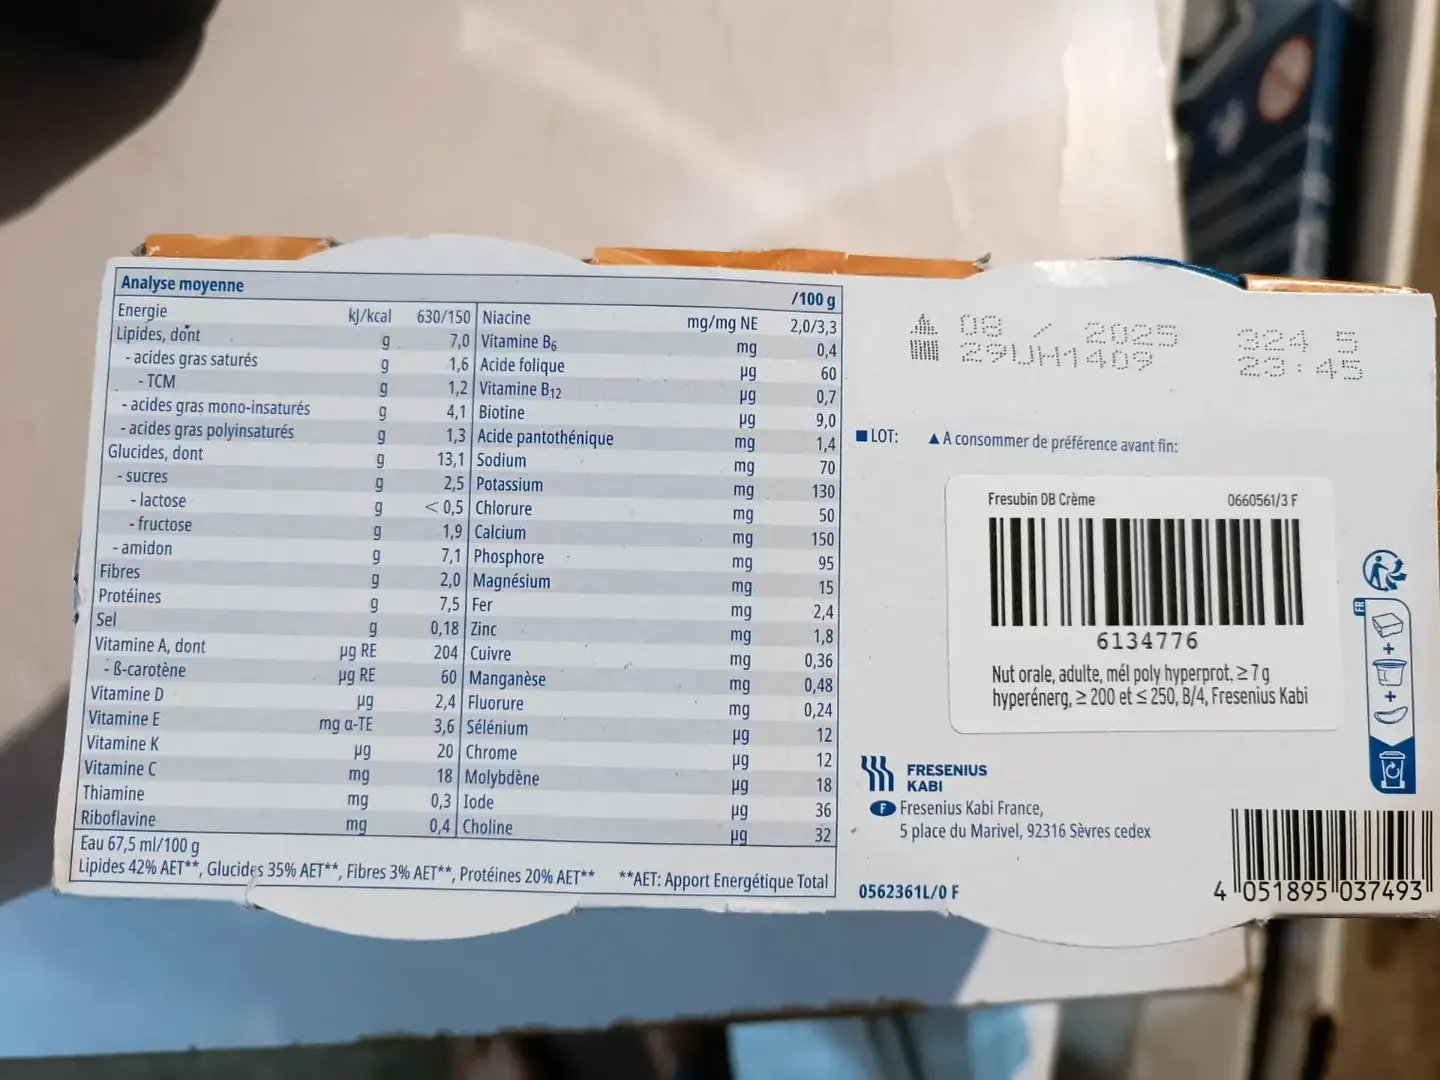 Analyse moyenne /100 g
Energie kJ/kcal 630/150
Lipides, dont g 7,0
- acides gras saturés g 1,6
- TCM g 1,2
- acides gras mono-insaturés g 4,1
- acides gras polyinsaturés g 1,3
Glucides, dont g 13,1
- sucres g 2,5
- lactose g < 0,5
- fructose g 1,9
- amidon g 7,1
Fibres g 2,0
Protéines g 7,5
Sel g 0,18
Vitamine A, dont µg RE 204
- ß-carotène µg RE 60
Vitamine D µg 2,4
Vitamine E mg α-TE 3,6
Vitamine K µg 20
Vitamine C mg 18
Thiamine mg 0,3
Riboflavine mg 0,4
Niacine mg/mg NE 2,0/3,3
Vitamine B6 mg 0,4
Acide folique µg 60
Vitamine B12 µg 0,7
Biotine µg 9,0
Acide pantothénique mg 1,4
Sodium mg 70
Potassium mg 130
Chlorure mg 50
Calcium mg 150
Phosphore mg 95
Magnésium mg 15
Fer mg 2,4
Zinc mg 1,8
Cuivre mg 0,36
Manganèse mg 0,48
Fluorure mg 0,24
Sélénium µg 12
Chrome µg 12
Molybdène µg 18
Iode µg 36
Choline µg 32
Eau 67,5 ml/100 g
Lipides 42% AET**, Glucides 35% AET**, Fibres 3% AET**, Protéines 20% AET** **AET: Apport Energétique Total
08 / 2025 324 5
29UH1409 23:45
LOT: A consommer de préférence avant fin:
Fresubin DB Crème 0660561/3 F
6134776
Nut orale, adulte, mél poly hyperprot, ≥ 7 g
hyperénerg, ≥ 200 et ≤ 250, B/4, Fresenius Kabi
FR
FRESENIUS
KABI
F Fresenius Kabi France,
5 place du Marivel, 92316 Sèvres cedex
0562361L/0 F
4 051895 037493